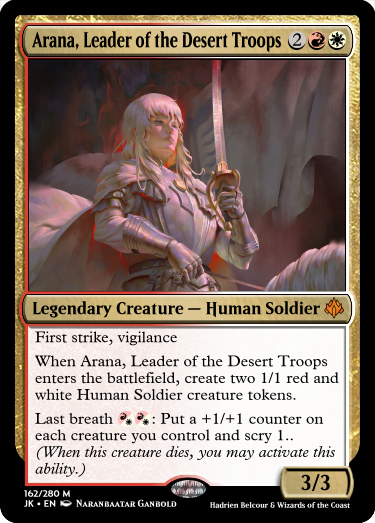 Arana, Leader of the Desert Troops 2
Legendary Creature — Human Soldier
First strike, vigilance
When Arana, Leader of the Desert Troops
enters the battlefield, create two 1/1 red and
white Human Soldier creature tokens.
Last breath : Put a +1/+1 counter on
each creature you control and scry 1..
(When this creature dies, you may activate this
ability.)
3/3
162/280 M
JK • EN Naranbaatar Ganbold
Hadrien Belcour & Wizards of the Coast